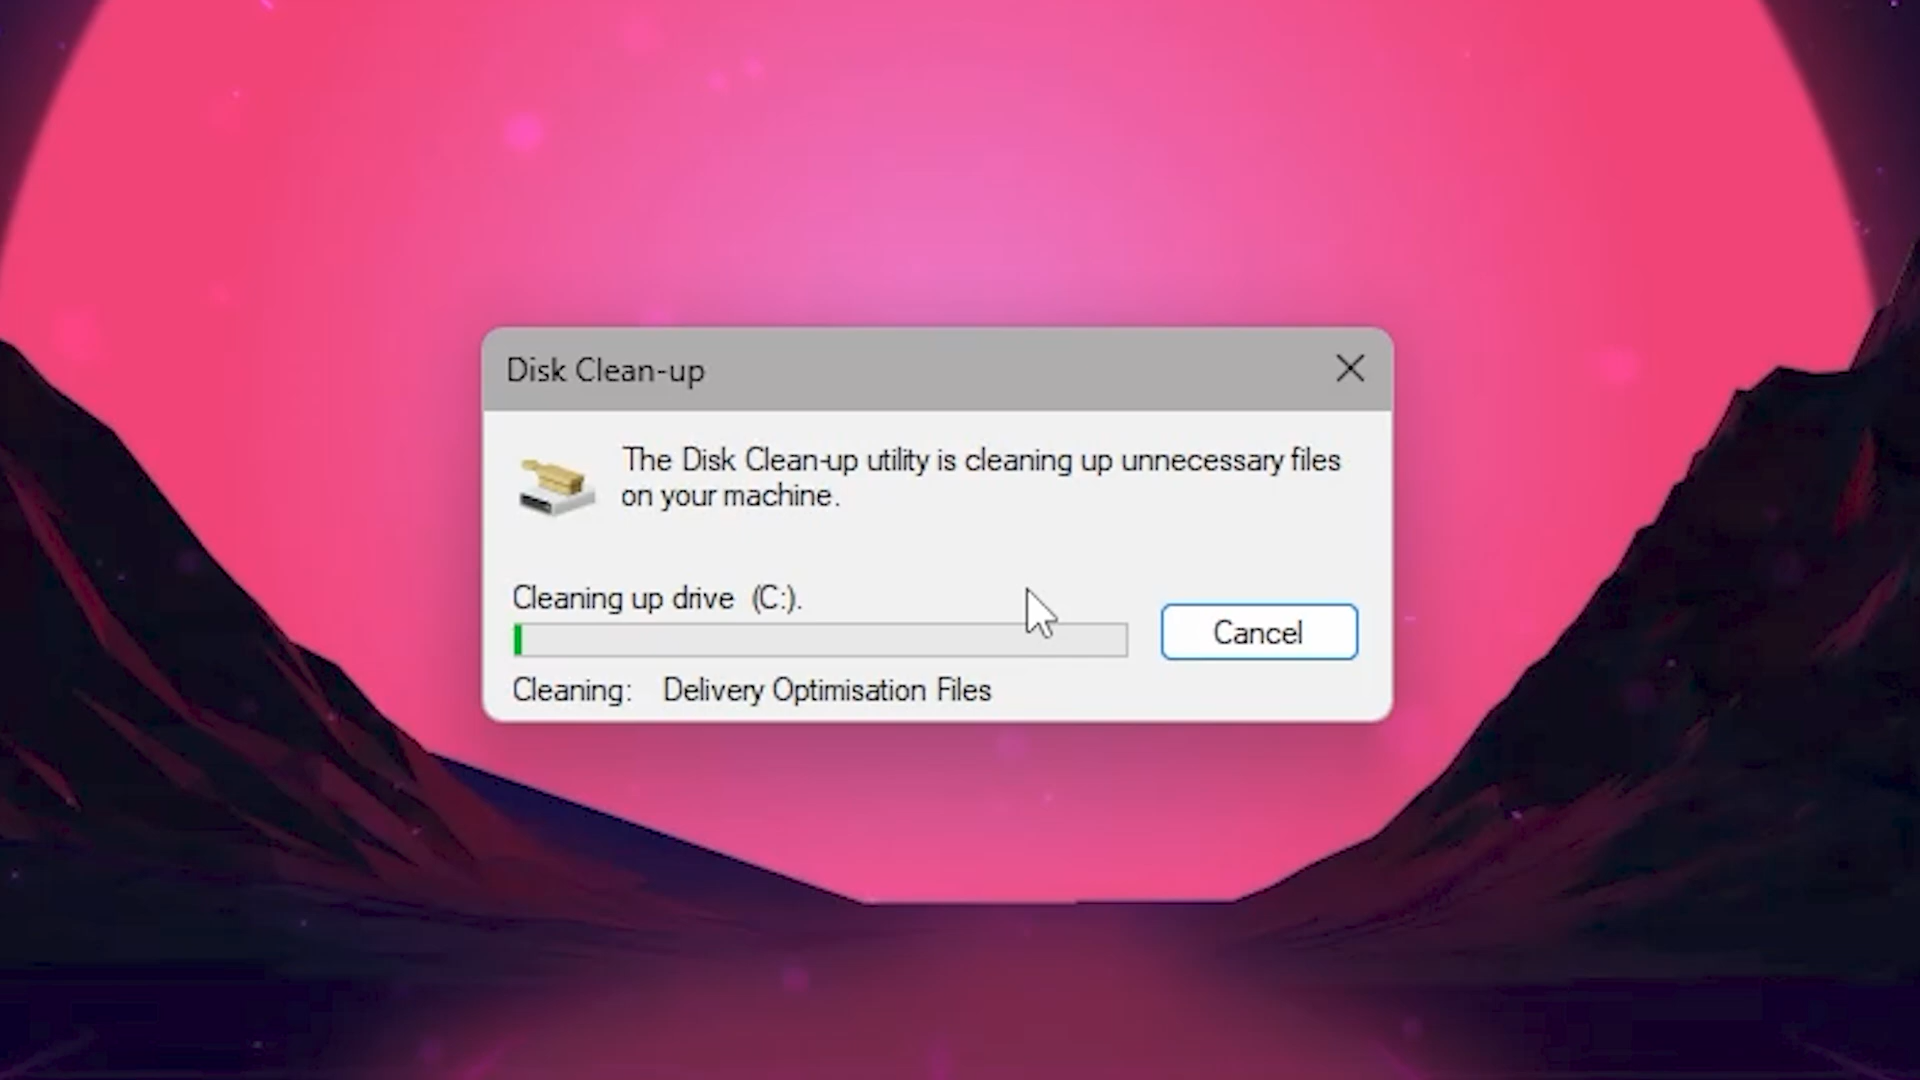 Disk Clean-up
The Disk Clean-up utility is cleaning up unnecessary files
on your machine.
Cleaning up drive  (C:).
Cancel
Cleaning:   Delivery Optimisation Files